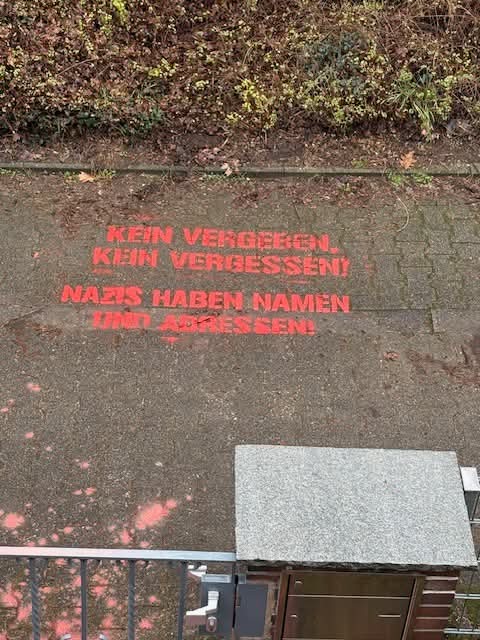 KEIN VERGEBEN,
KEIN VERGESSEN!
NAZIS HABEN NAMEN
UND ADRESSEN!